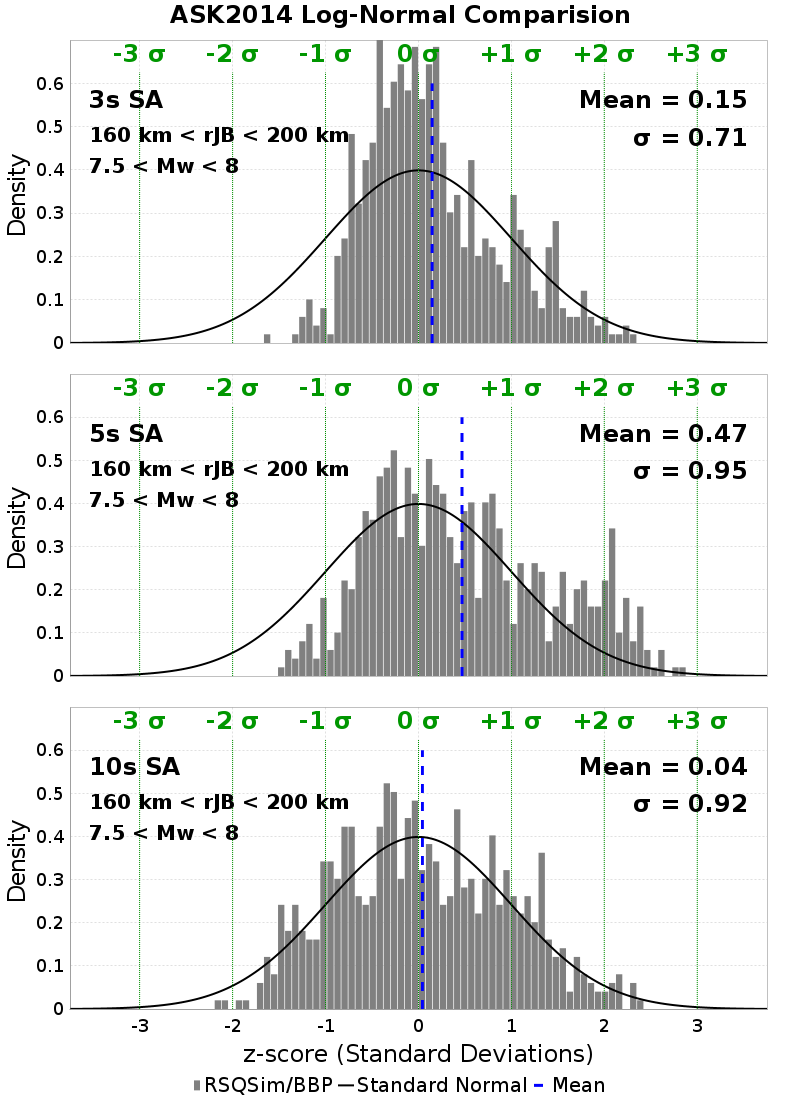 ASK2014 Log-Normal Comparision
-3 σ -2 σ -1 σ 0 σ +1 σ +2 σ +3 σ
0.6
3s SA Mean = 0.15
0.5
160 km < rJB < 200 km σ = 0.71
7.5 < Mw < 8
0.4
Density
0.3
0.2
0.1
0
-3 σ -2 σ -1 σ 0 σ +1 σ +2 σ +3 σ
0.6
5s SA Mean = 0.47
0.5
160 km < rJB < 200 km σ = 0.95
7.5 < Mw < 8
0.4
Density
0.3
0.2
0.1
0
-3 σ -2 σ -1 σ 0 σ +1 σ +2 σ +3 σ
0.6
10s SA Mean = 0.04
0.5
160 km < rJB < 200 km σ = 0.92
7.5 < Mw < 8
0.4
Density
0.3
0.2
0.1
0
-3 -2 -1 0 1 2 3
z-score (Standard Deviations)
RSQSim/BBP Standard Normal Mean